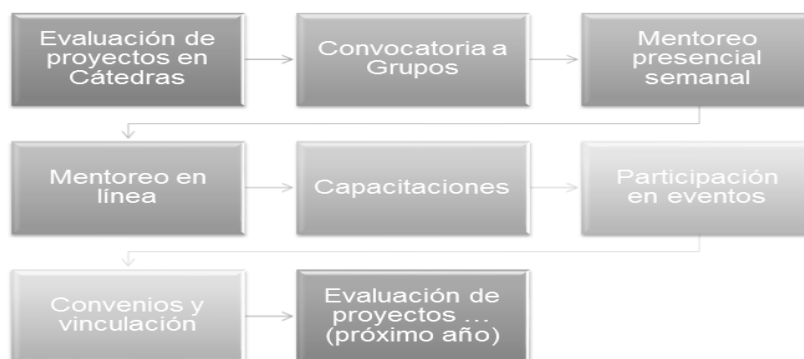 Evaluación de
proyectos en
Cátedras
Convocatoria a
Grupos
Mentoreo
presencial
semanal
Mentoreo en
línea
Capacitaciones
Participación
en eventos
Convenios y
vinculación
Evaluación de
proyectos ...
(próximo año)